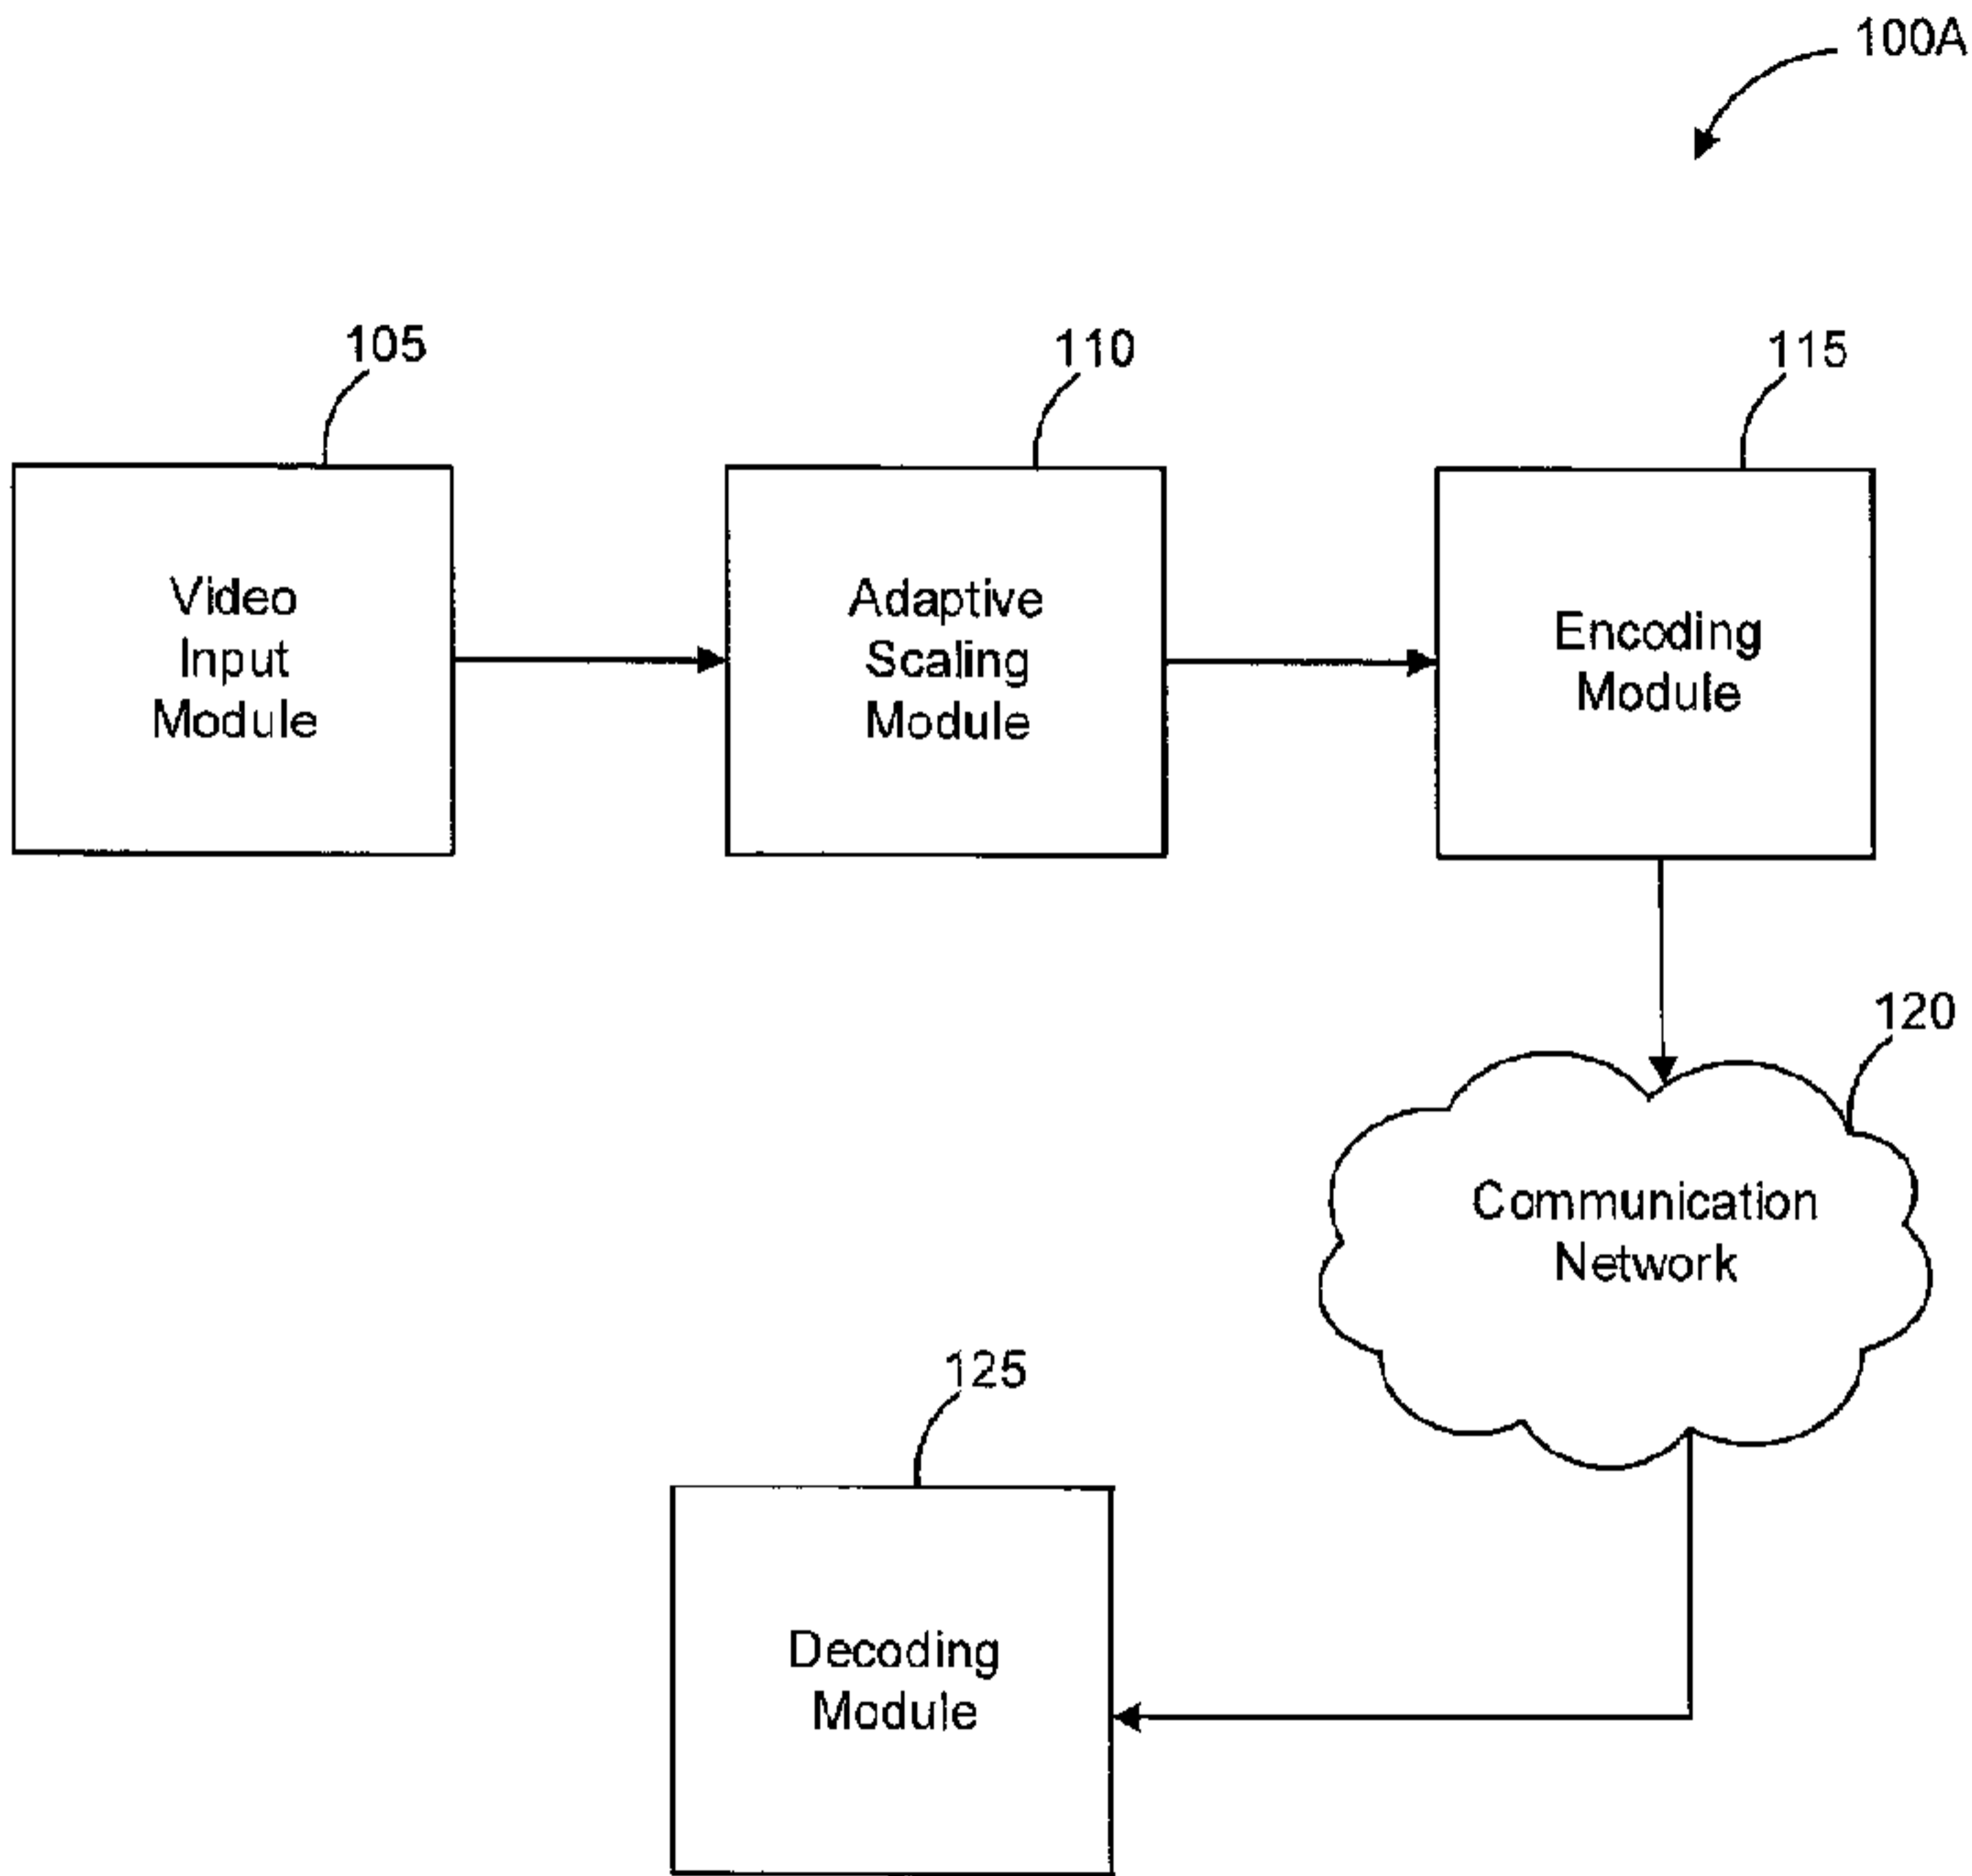 100A
105
110
115
Video
Input
Module
Adaptive
Scaling
Module
Encoding
Module
120
Communication
Network
125
Decoding
Module